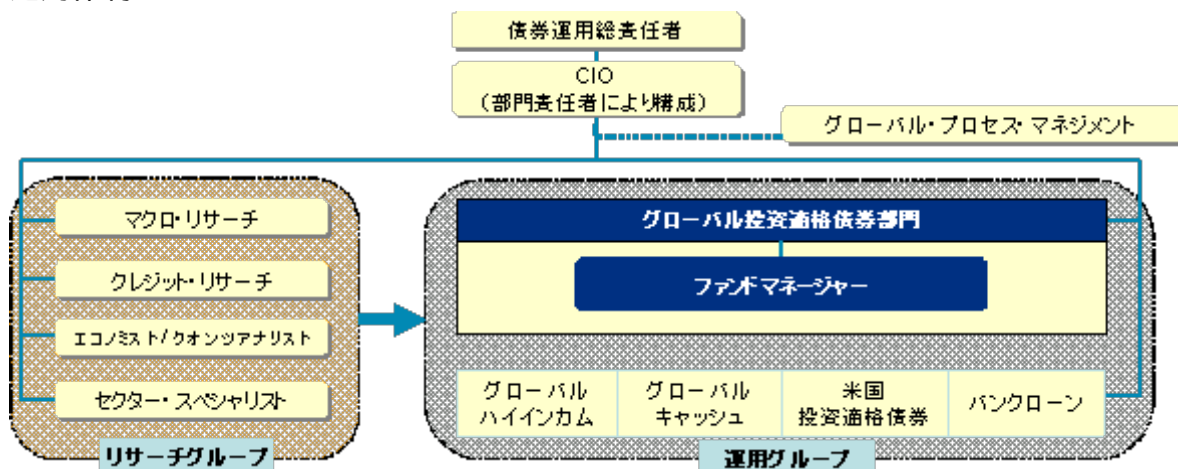 債券運用総責任者
CIO
(部門責任者により構成)
グローバル・プロセス・マネジメント
マクロ・リサーチ
クレジット・リサーチ
エコノミスト/クオンツアナリスト
セクター・スペシャリスト
リサーチグループ
グローバル投資適格債券部門
ファンドマネージャー
グローバル
ハイインカム
グローバル
キャッシュ
米国
投資適格債券
バンクローン
運用グループ